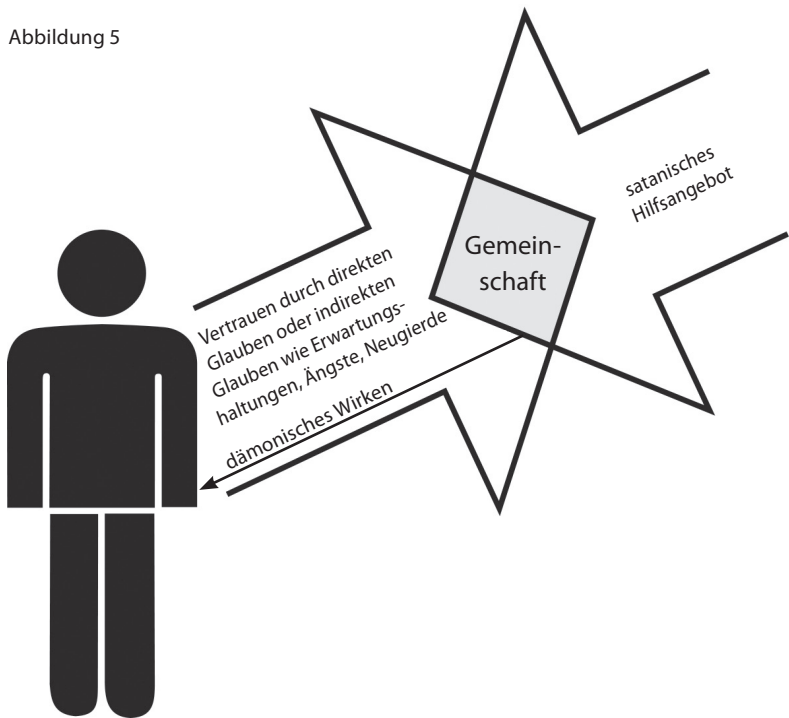 Abbildung 5
satanisches
Hilfsangebot
Gemein-
schaft
Vertrauen durch direkten
Glauben oder indirekten
Glauben wie Erwartungs-
haltungen, Ängste, Neugierde
dämonisches Wirken